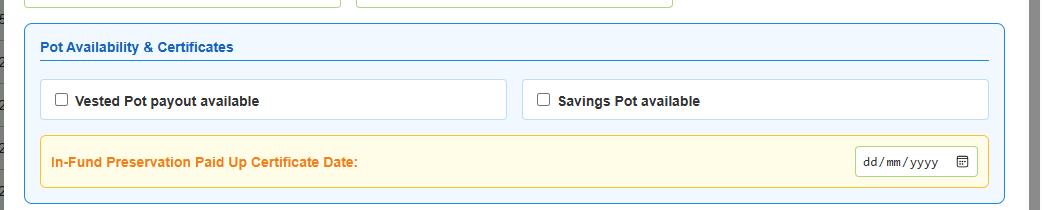 Pot Availability & Certificates
Vested Pot payout available
Savings Pot available
In-Fund Preservation Paid Up Certificate Date:
dd/mm/yyyy